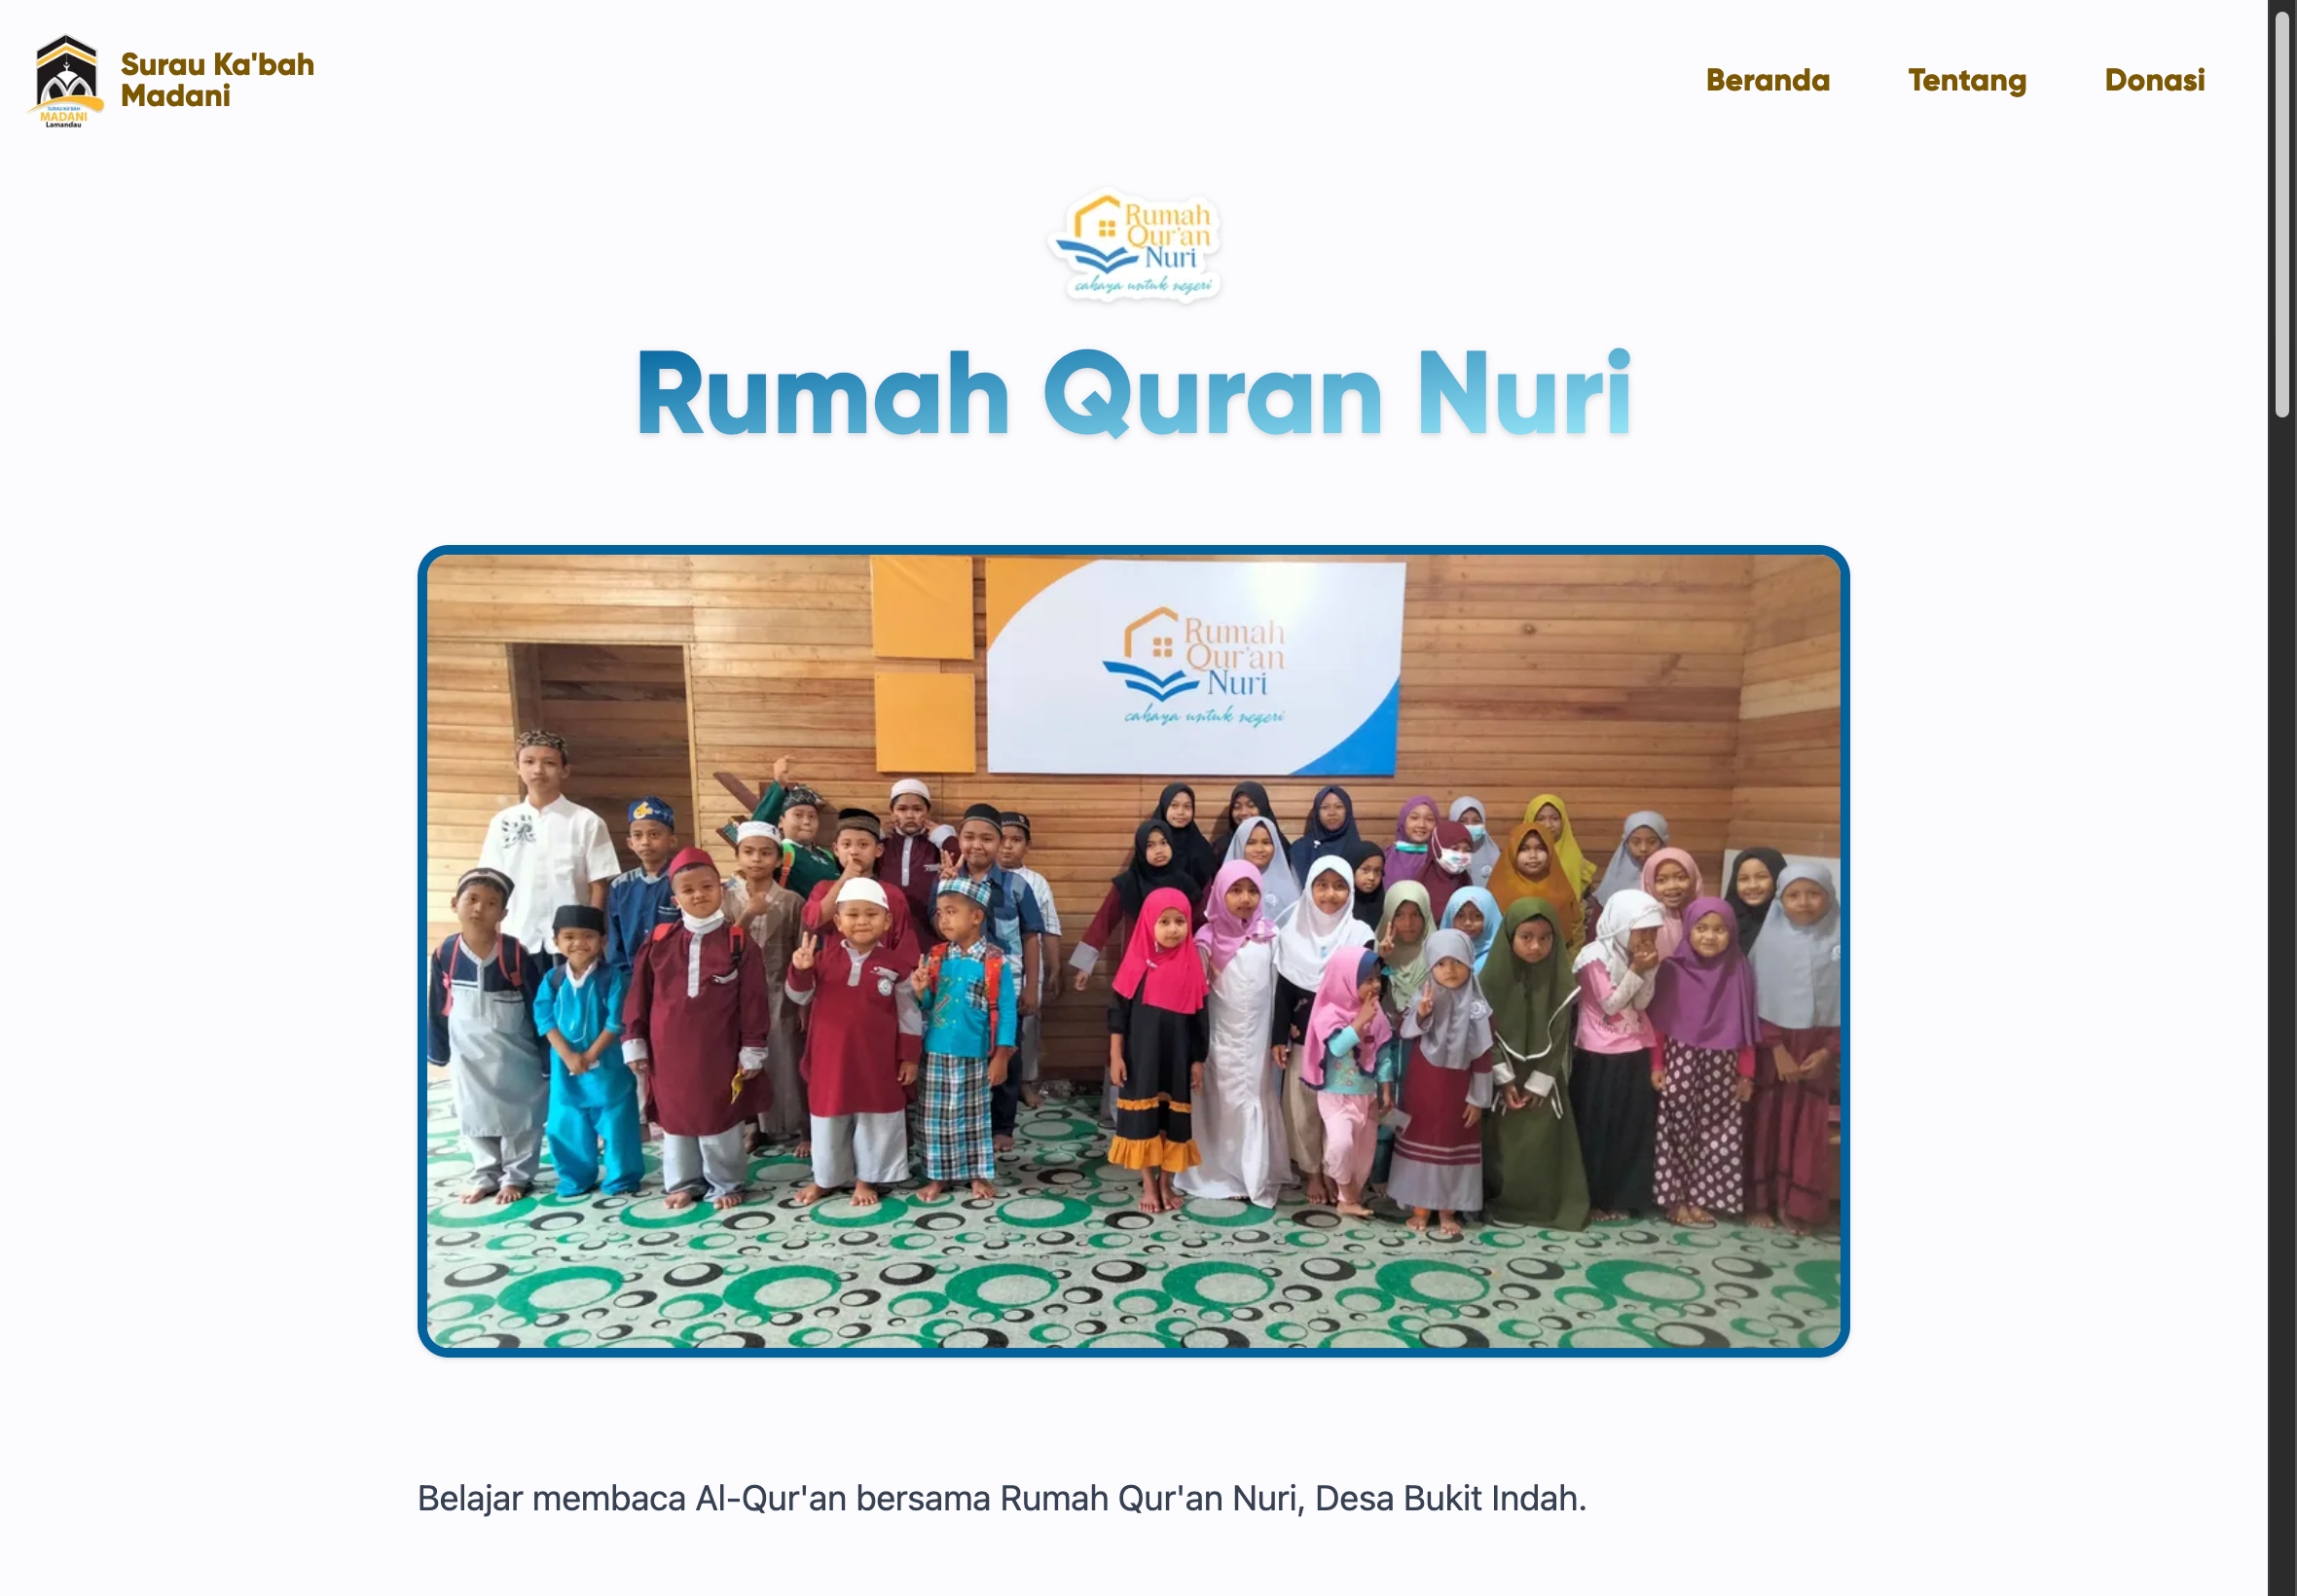 Surau Ka'bah
Madani
SURAU KA'BAH
MADANI
Lamandau
Beranda
Tentang
Donasi
Rumah
Qur'an
Nuri
cahaya untuk negeri
Rumah Quran Nuri
Rumah
Qur'an
Nuri
cahaya untuk negeri
Belajar membaca Al-Qur'an bersama Rumah Qur'an Nuri, Desa Bukit Indah.